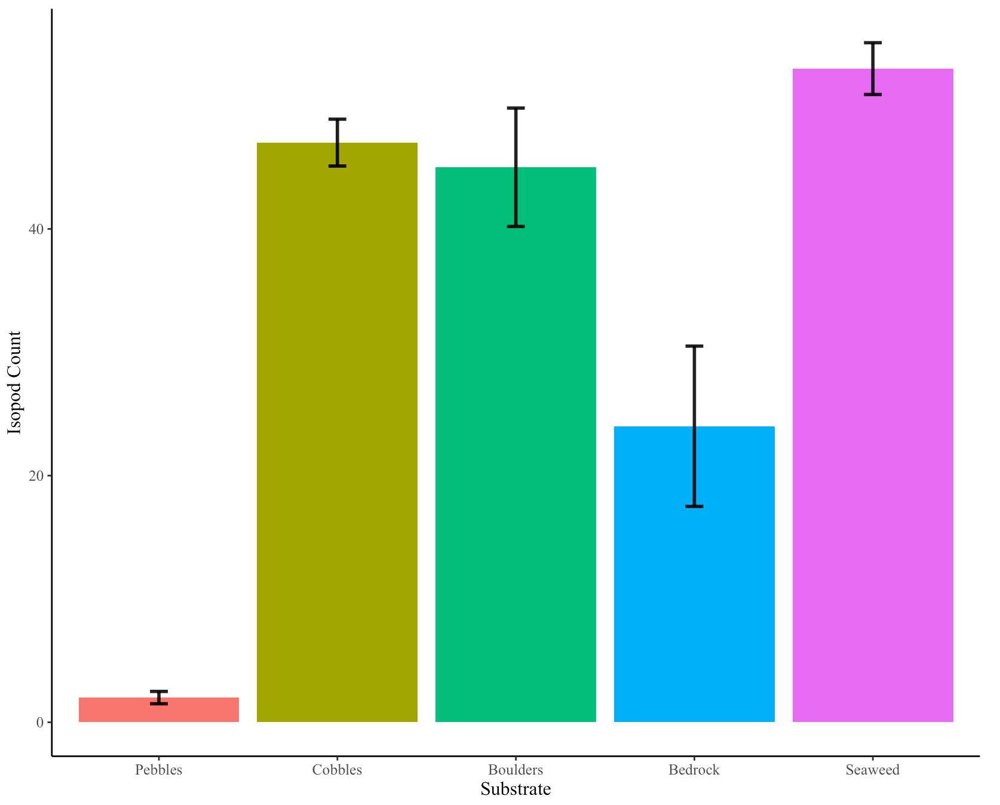 Isopod Count
40
20
0
Pebbles Cobbles Boulders Bedrock Seaweed
Substrate